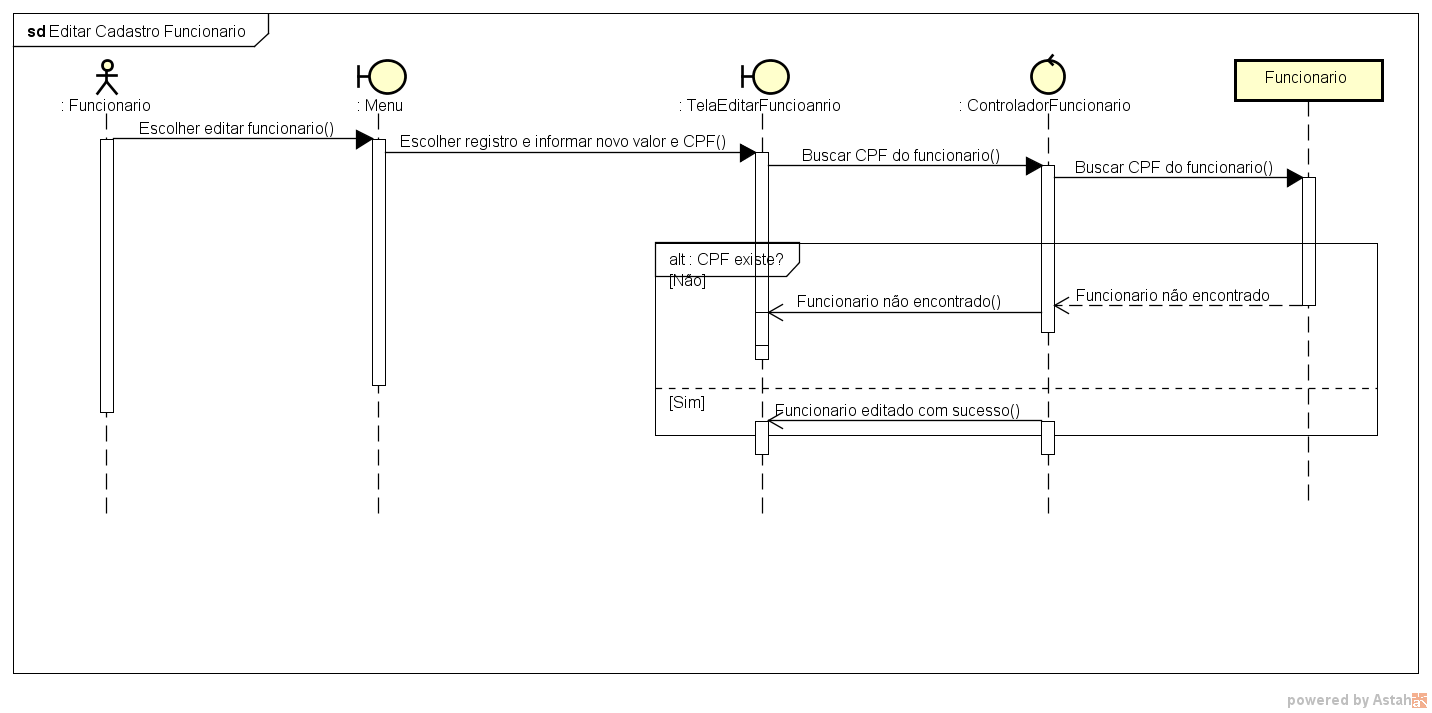 sd Editar Cadastro Funcionario
: Funcionario
: Menu
: TelaEditarFuncioanrio
: ControladorFuncionario
Funcionario
Escolher editar funcionario()
Escolher registro e informar novo valor e CPF()
Buscar CPF do funcionario()
Buscar CPF do funcionario()
alt : CPF existe?
[Não]
Funcionario não encontrado
Funcionario não encontrado()
[Sim]
Funcionario editado com sucesso()
powered by Astah